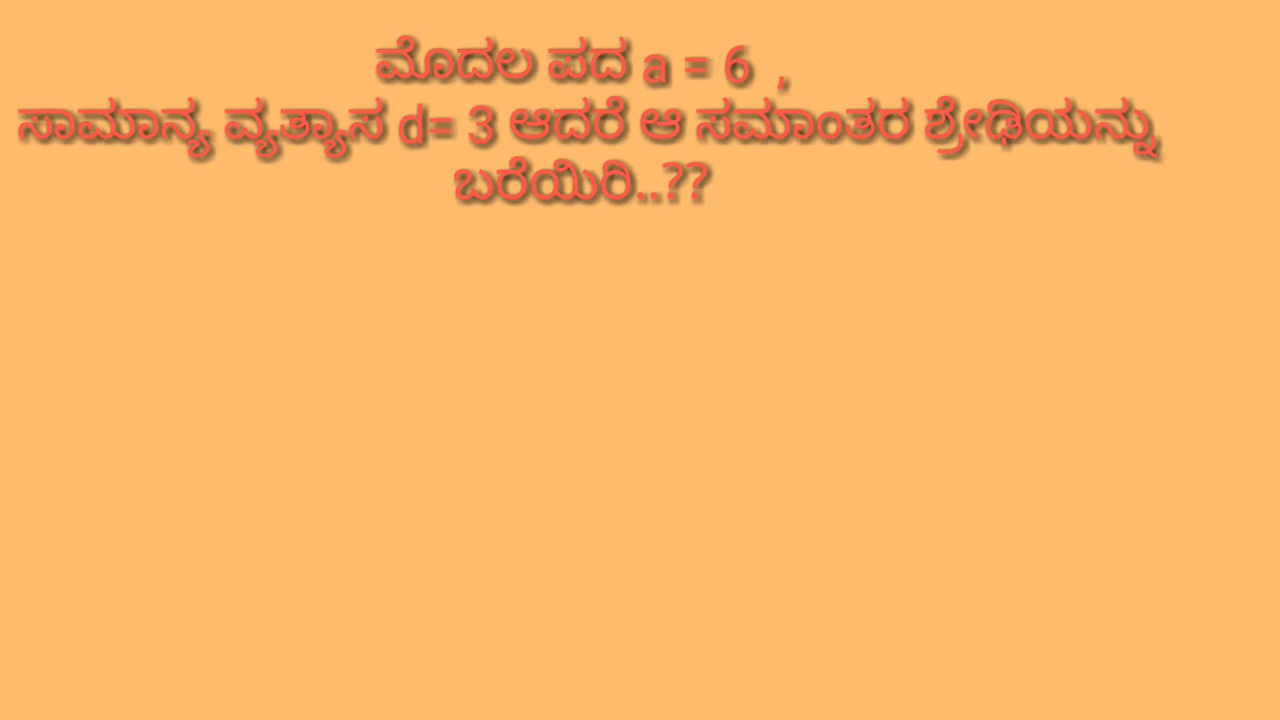 ಮೊದಲ ಪದ a = 6 ,
ಸಾಮಾನ್ಯ ವ್ಯತ್ಯಾಸ d= 3 ಆದರೆ ಆ ಸಮಾಂತರ ಶ್ರೇಢಿಯನ್ನು
ಬರೆಯಿರಿ..??